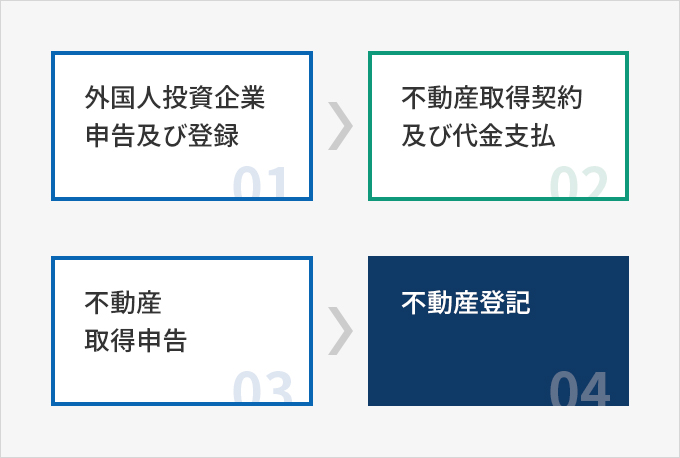 外国人投資企業
申告及び登録
01
不動産取得契約
及び代金支払
02
不動産
取得申告
03
不動産登記
04